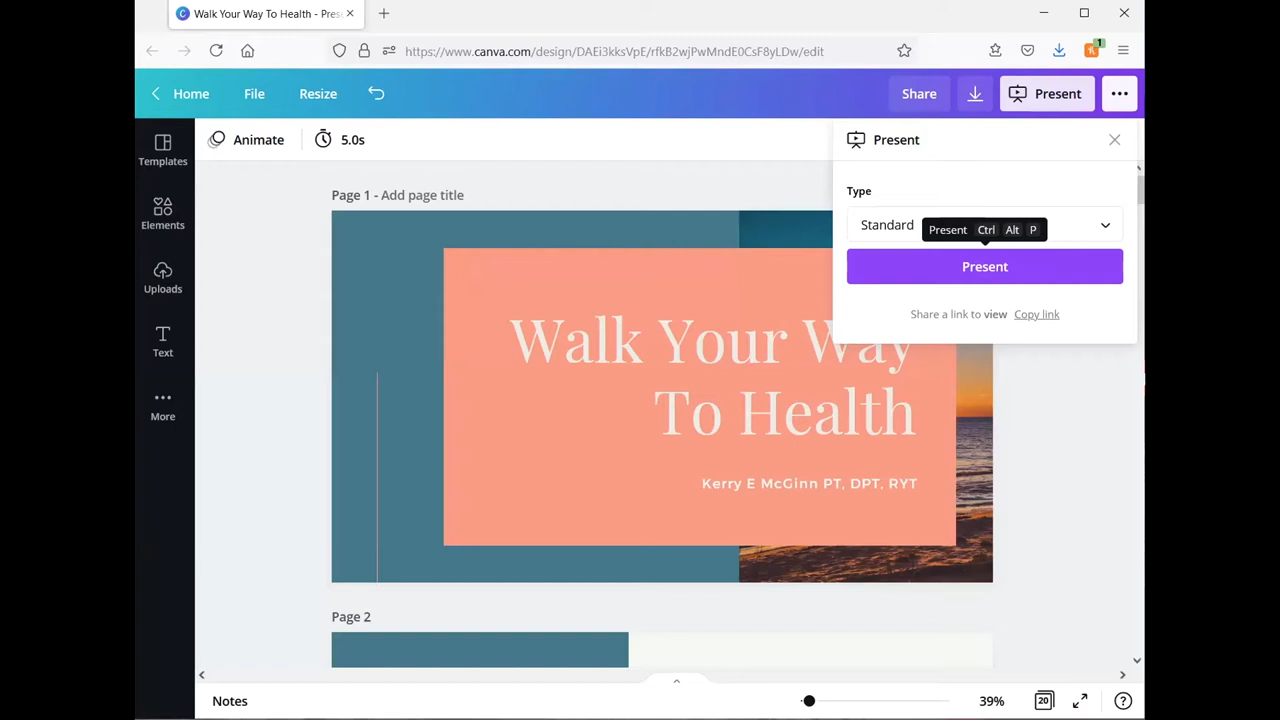 Walk Your Way To Health - Pres
https://www.canva.com/design/DAEi3kksVpE/rfkB2wjPwMndE0CsF8yLDw/edit
1
Home
File
Resize
Share
Present
Templates
Elements
Uploads
Text
More
Animate
5.0s
Present
Type
Standard
Present Ctrl Alt P
Present
Share a link to view Copy link
Page 1 - Add page title
Walk Your Way
To Health
Kerry E McGinn PT, DPT, RYT
Page 2
Notes
39%
20